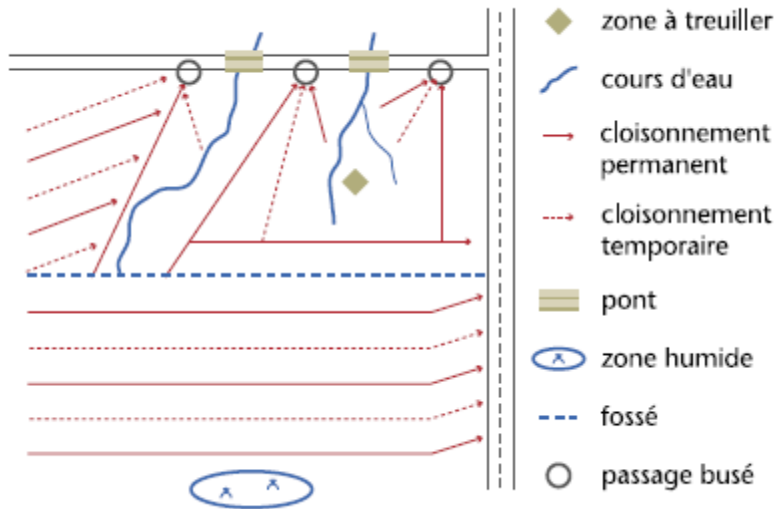 zone à treuiller
cours d'eau
cloisonnement
permanent
cloisonnement
temporaire
pont
zone humide
fossé
passage busé